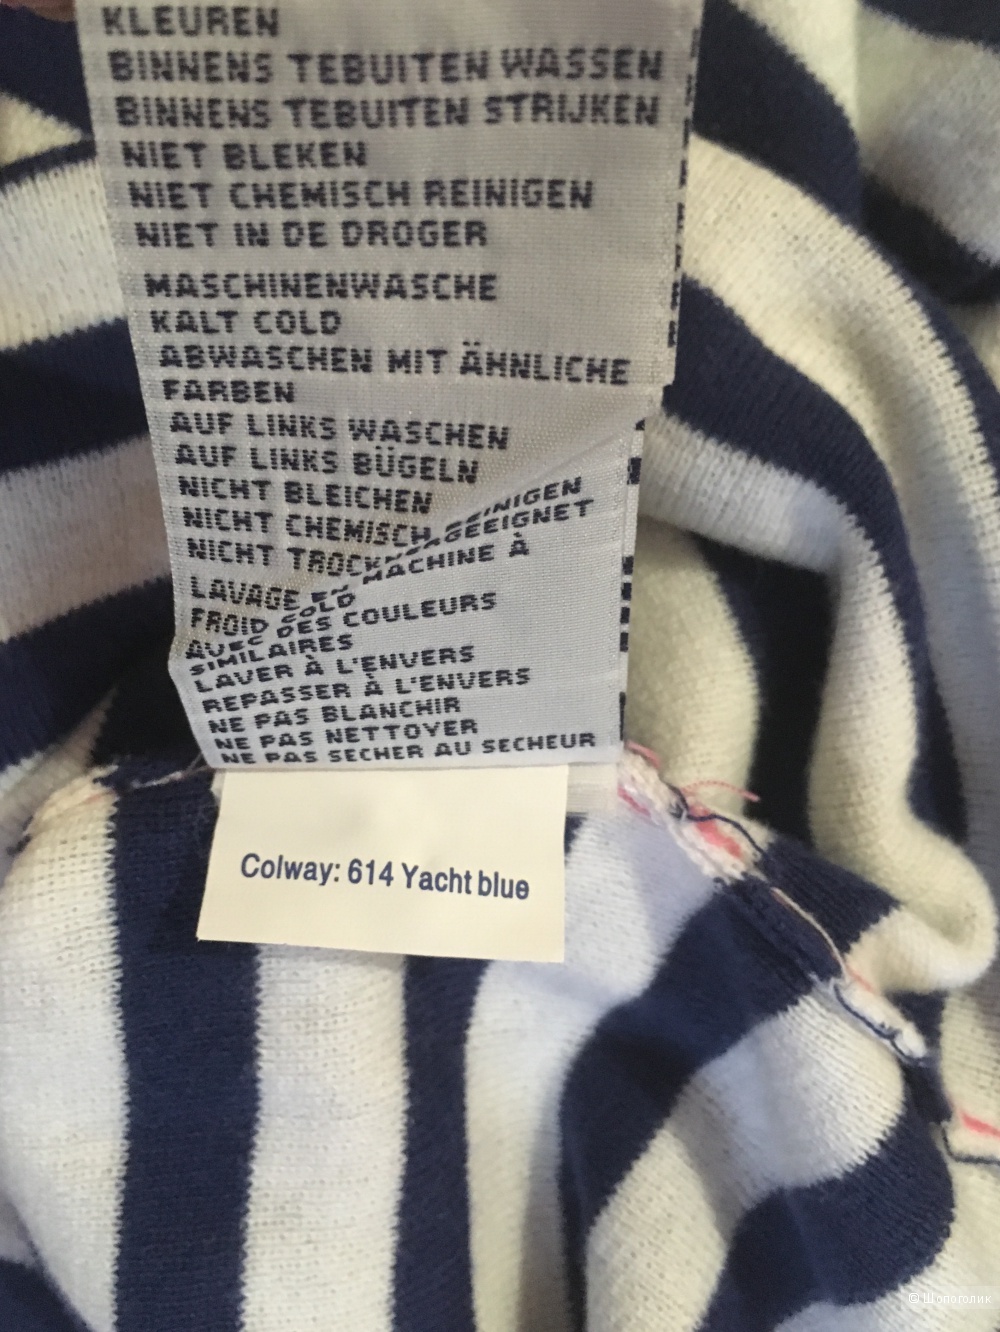 KLEUREN
BINNENS TEBUITEN WASSEN
BINNENS TEBUITEN STRIJKEN
NIET BLEKEN
NIET CHEMISCH REINIGEN
NIET IN DE DROGER
MASCHINENWASCHE
KALT COLD
ABWASCHEN MIT ÄHNLICHE
FARBEN
AUF LINKS WASCHEN
AUF LINKS BÜGELN
NICHT BLEICHEN
NICHT CHEMISCH
NICHT GEEIGNET
LAVAGE MACHINE À
FROID COLD
AVEC DES COULEURS
SIMILAIRES
LAVER À L'ENVERS
REPASSER À L'ENVERS
NE PAS BLANCHIR
NE PAS NETTOYER
NE PAS SECHER AU SECHEUR
Colway: 614 Yacht blue
© Шопоголик